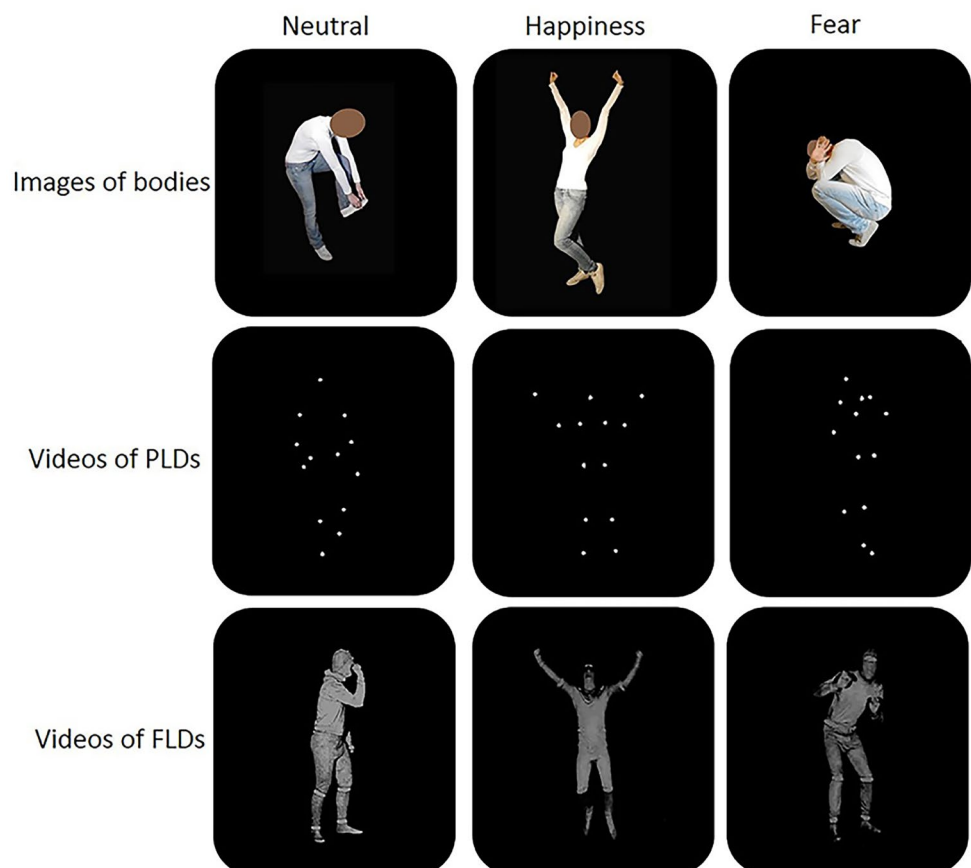 Neutral
Happiness
Fear
Images of bodies
Videos of PLDs
Videos of FLDs